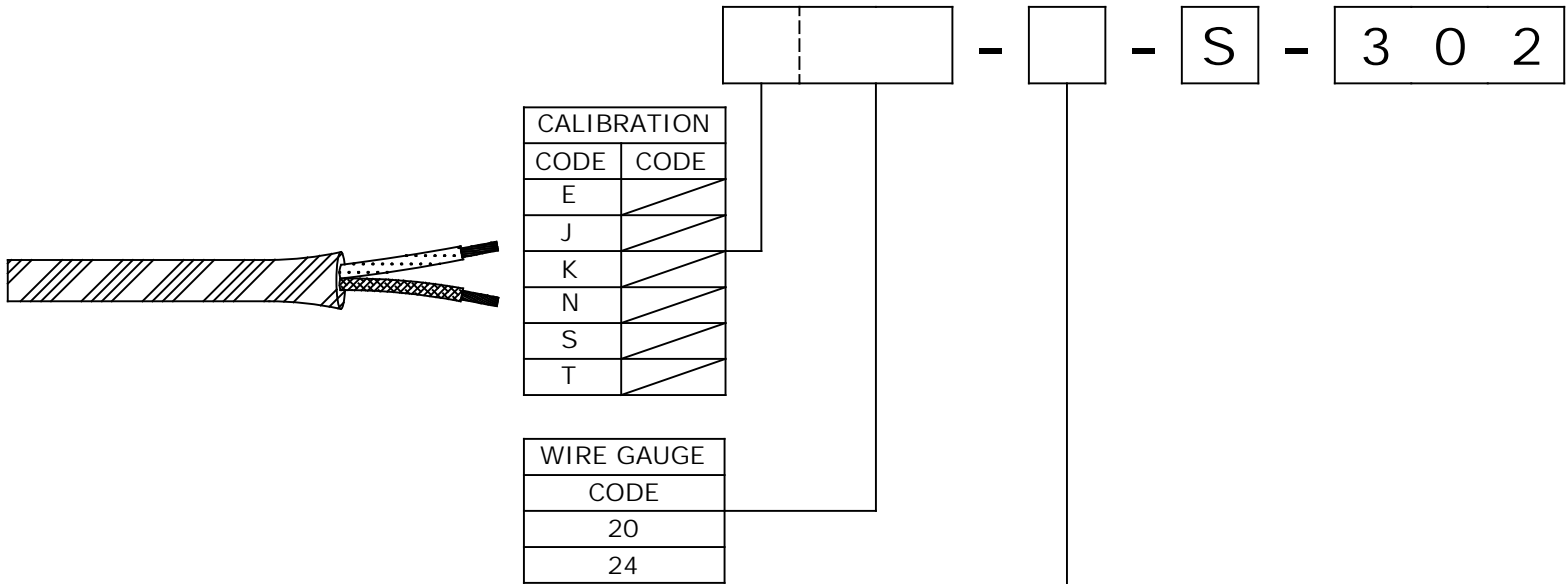 - - S - 3 0 2
CALIBRATION
CODE CODE
E
J
K
N
S
T
WIRE GAUGE
CODE
20
24